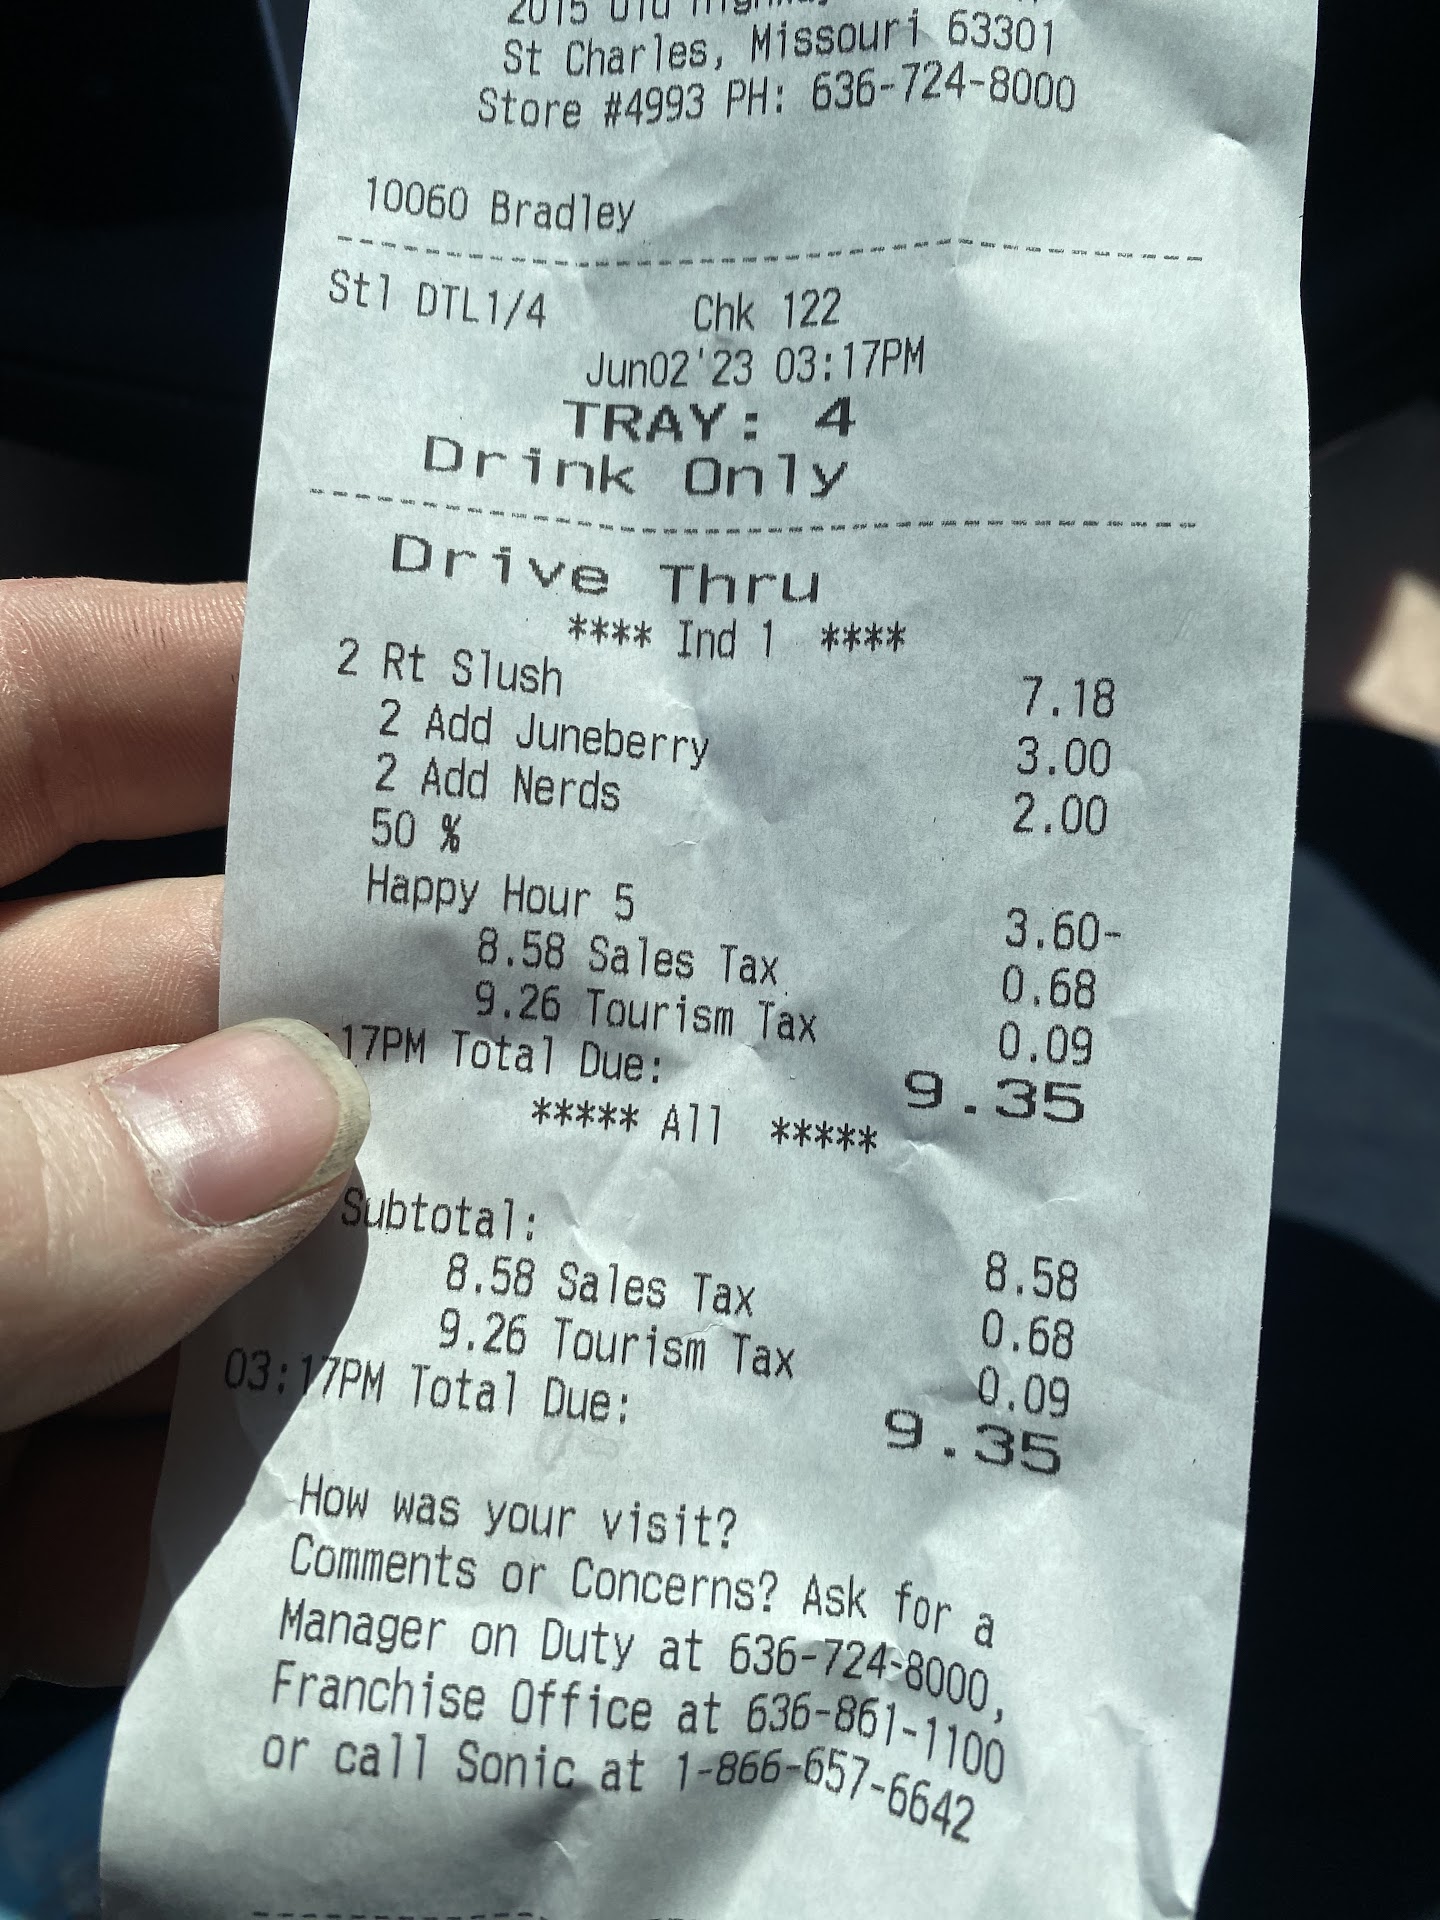 2015 Old
St Charles, Missouri 63301
Store #4993 PH: 636-724-8000
10060 Bradley
Stl DTL1/4 Chk 122
Jun02'23 03:17PM
TRAY: 4
Drink Only
Drive Thru
**** Ind 1 ****
2 Rt Slush 7.18
2 Add Juneberry 3.00
2 Add Nerds 2.00
50 %
Happy Hour 5 3.60-
8.58 Sales Tax 0.68
9.26 Tourism Tax 0.09
:17PM Total Due: 9.35
***** All *****
Subtotal: 8.58
8.58 Sales Tax 0.68
9.26 Tourism Tax 0.09
03:17PM Total Due: 9.35
How was your visit?
Comments or Concerns? Ask for a
Manager on Duty at 636-724-8000,
Franchise Office at 636-861-1100
or call Sonic at 1-866-657-6642